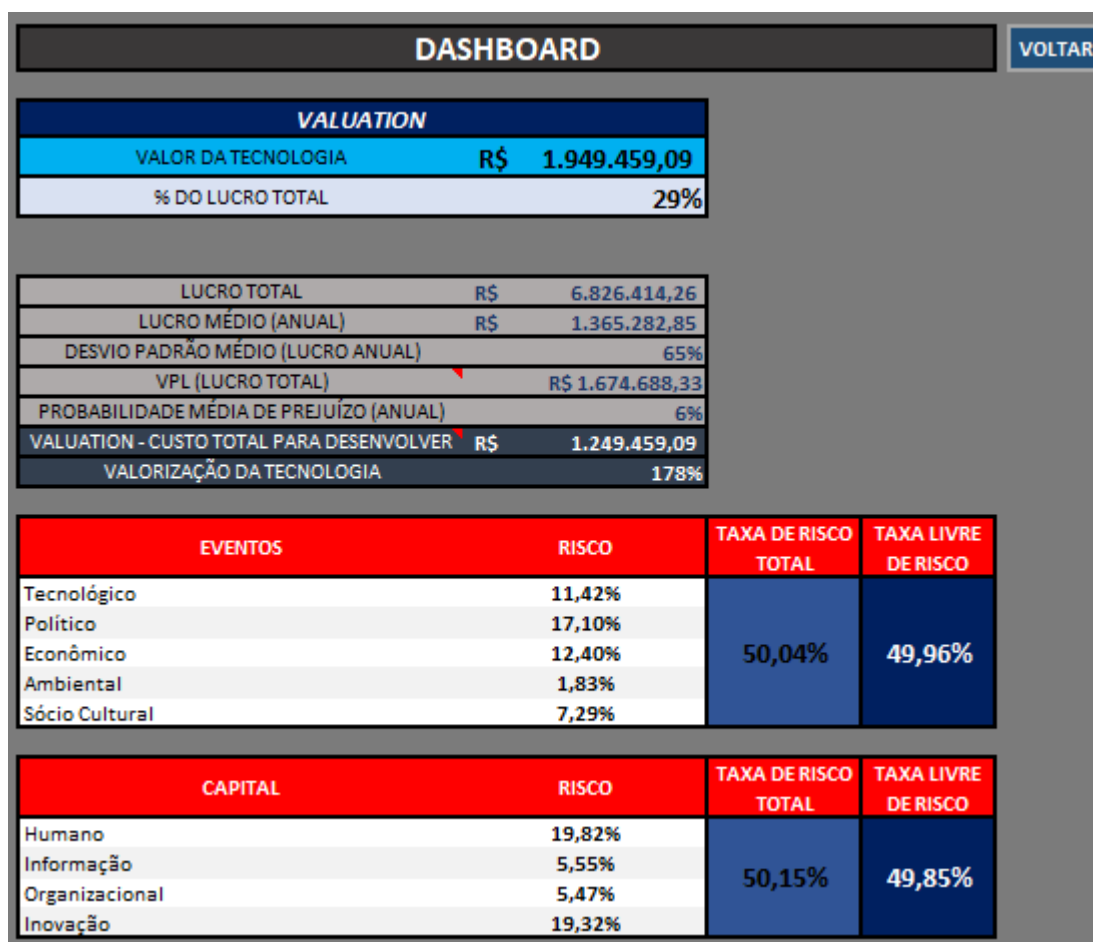 DASHBOARD VOLTAR
VALUATION
VALOR DA TECNOLOGIA R$ 1.949.459,09
% DO LUCRO TOTAL 29%
LUCRO TOTAL R$ 6.826.414,26
LUCRO MÉDIO (ANUAL) R$ 1.365.282,85
DESVIO PADRÃO MÉDIO (LUCRO ANUAL) 65%
VPL (LUCRO TOTAL) R$ 1.674.688,33
PROBABILIDADE MÉDIA DE PREJUÍZO (ANUAL) 6%
VALUATION - CUSTO TOTAL PARA DESENVOLVER R$ 1.249.459,09
VALORIZAÇÃO DA TECNOLOGIA 178%
EVENTOS RISCO TAXA DE RISCO TOTAL TAXA LIVRE DE RISCO
Tecnológico 11,42%
Político 17,10%
Econômico 12,40% 50,04% 49,96%
Ambiental 1,83%
Sócio Cultural 7,29%
CAPITAL RISCO TAXA DE RISCO TOTAL TAXA LIVRE DE RISCO
Humano 19,82%
Informação 5,55%
50,15% 49,85%
Organizacional 5,47%
Inovação 19,32%